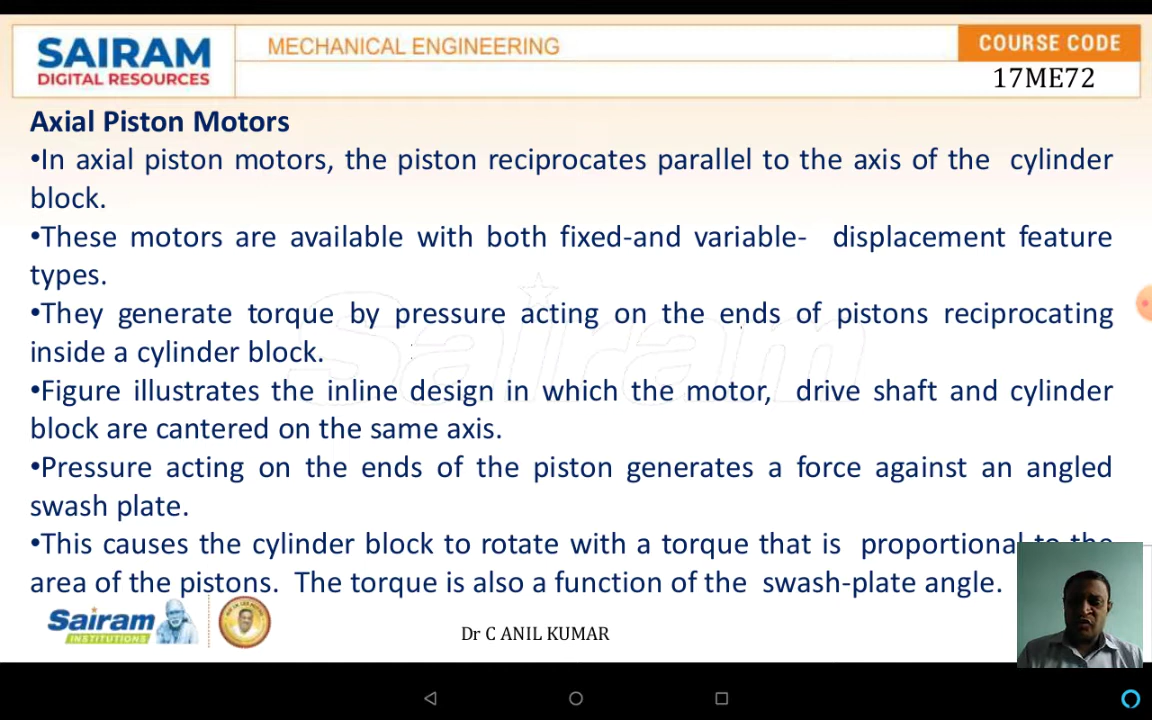 SAIRAM
DIGITAL RESOURCES
MECHANICAL ENGINEERING
COURSE CODE
17ME72
Axial Piston Motors
•In axial piston motors, the piston reciprocates parallel to the axis of the cylinder
block.
•These motors are available with both fixed-and variable- displacement feature
types.
•They generate torque by pressure acting on the ends of pistons reciprocating
inside a cylinder block.
•Figure illustrates the inline design in which the motor, drive shaft and cylinder
block are cantered on the same axis.
•Pressure acting on the ends of the piston generates a force against an angled
swash plate.
•This causes the cylinder block to rotate with a torque that is proportional to the
area of the pistons. The torque is also a function of the swash-plate angle.
Sairam
Sairam
INSTITUTIONS
Dr C ANIL KUMAR